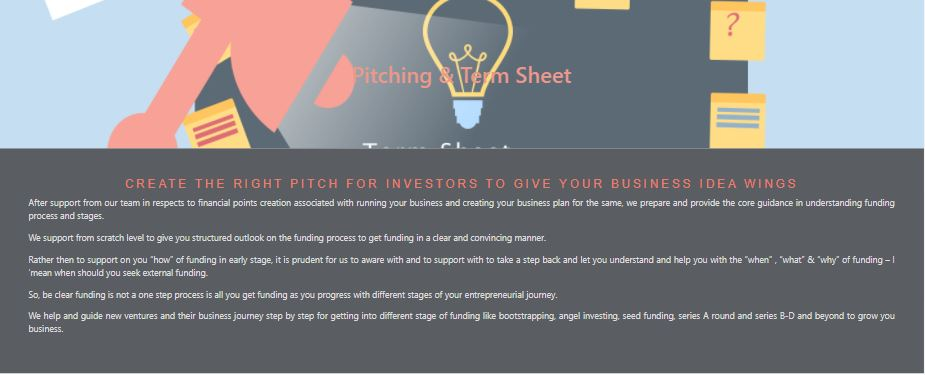 ?
Pitching & Term Sheet
Term Sheet
CREATE THE RIGHT PITCH FOR INVESTORS TO GIVE YOUR BUSINESS IDEA WINGS
After support from our team in respects to financial points creation associated with running your business and creating your business plan for the same, we prepare and provide the core guidance in understanding funding
process and stages.
We support from scratch level to give you structured outlook on the funding process to get funding in a clear and convincing manner.
Rather then to support on you “how” of funding in early stage, it is prudent for us to aware with and to support with to take a step back and let you understand and help you with the “when” , “what” & “why” of funding – I
'mean when should you seek external funding.
So, be clear funding is not a one step process is all you get funding as you progress with different stages of your entrepreneurial journey.
We help and guide new ventures and their business journey step by step for getting into different stage of funding like bootstrapping, angel investing, seed funding, series A round and series B-D and beyond to grow you
business.